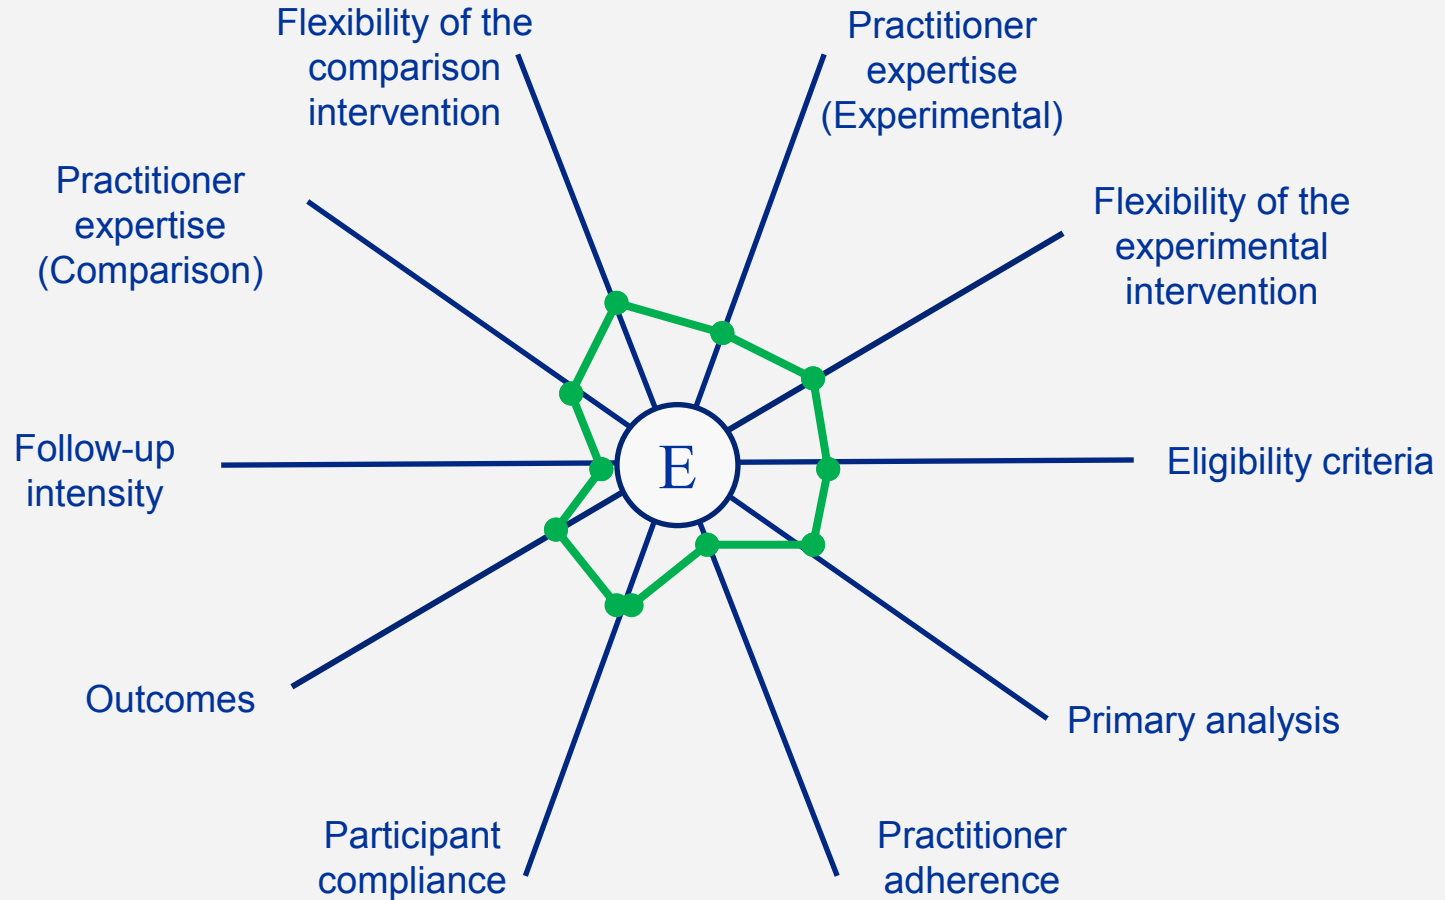 Flexibility of the
comparison
intervention
Practitioner
expertise
(Experimental)
Practitioner
expertise
(Comparison)
Flexibility of the
experimental
intervention
Follow-up
intensity
E
Eligibility criteria
Outcomes
Primary analysis
Participant
compliance
Practitioner
adherence